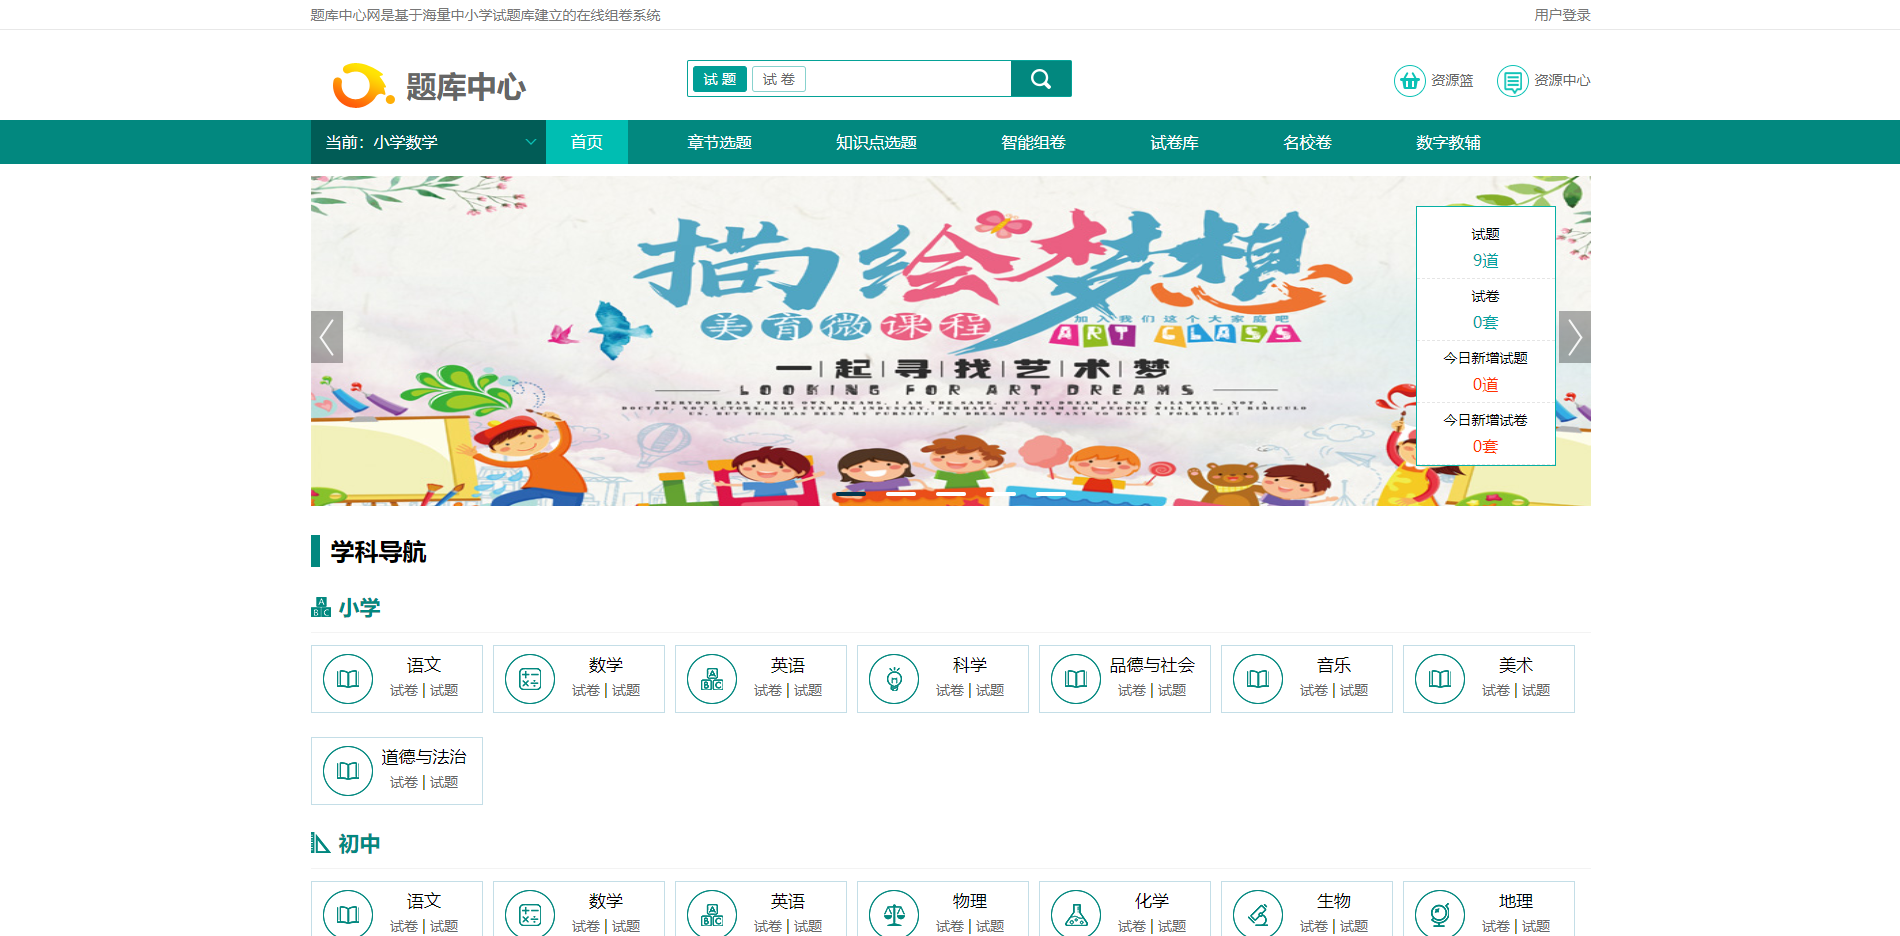 题库中心网是基于海量中小学试题库建立的在线组卷系统
用户登录
题库中心
试 题
试 卷
资源篮
资源中心
当前：小学数学
首页
章节选题
知识点选题
智能组卷
试卷库
名校卷
数字教辅
描绘梦想
美育微课程
加入我们这个大家庭吧
ART CLASS
一|起|寻|找|艺|术|梦
LOOKING FOR ART DREAMS
试题
9道
试卷
0套
今日新增试题
0道
今日新增试卷
0套
学科导航
小学
语文
试卷 | 试题
数学
试卷 | 试题
英语
试卷 | 试题
科学
试卷 | 试题
品德与社会
试卷 | 试题
音乐
试卷 | 试题
美术
试卷 | 试题
道德与法治
试卷 | 试题
初中
语文
试卷 | 试题
数学
试卷 | 试题
英语
试卷 | 试题
物理
试卷 | 试题
化学
试卷 | 试题
生物
试卷 | 试题
地理
试卷 | 试题